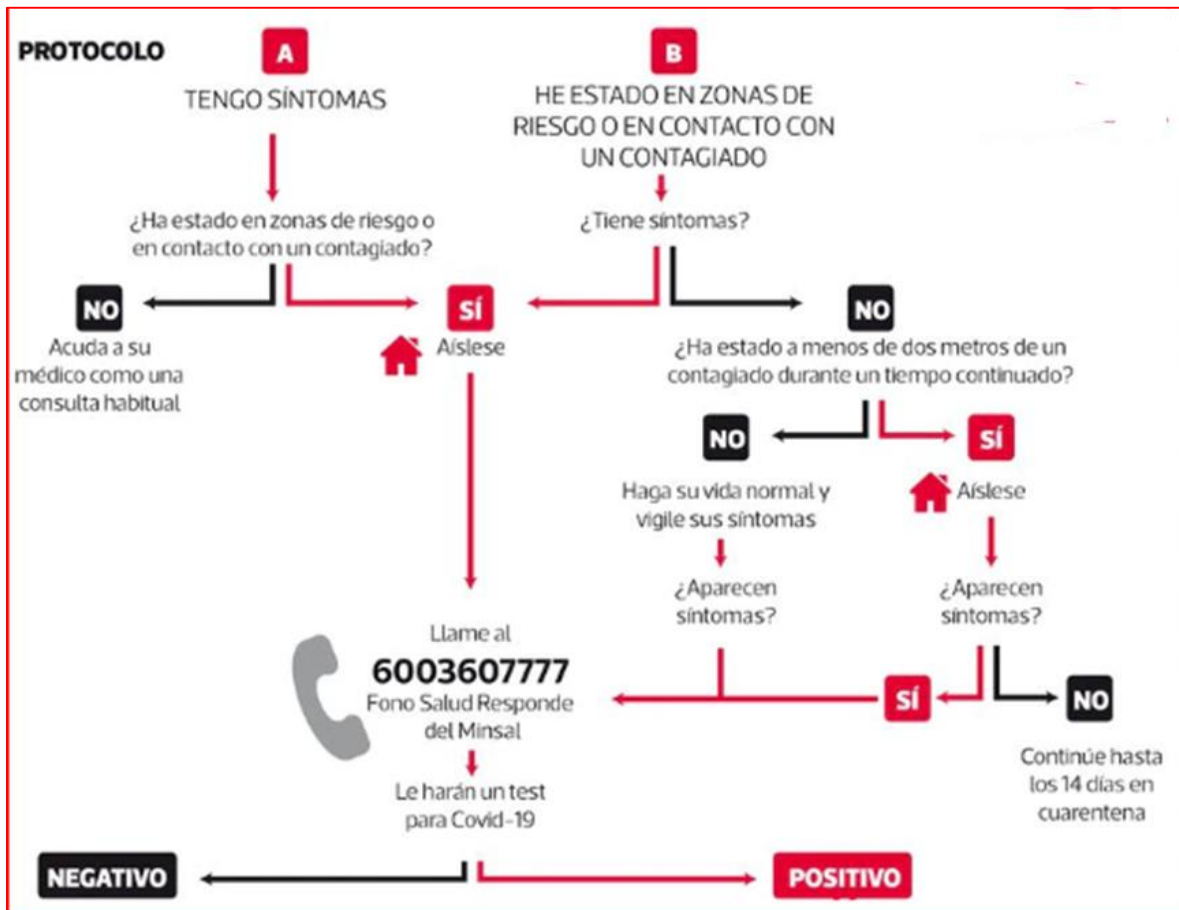 PROTOCOLO
A
TENGO SÍNTOMAS
¿Ha estado en zonas de riesgo o
en contacto con un contagiado?
NO
Acuda a su
médico como una
consulta habitual
B
HE ESTADO EN ZONAS DE
RIESGO O EN CONTACTO CON
UN CONTAGIADO
¿Tiene síntomas?
SÍ
Aíslese
NO
¿Ha estado a menos de dos metros de un
contagiado durante un tiempo continuado?
NO
Haga su vida normal y
vigile sus síntomas
¿Aparecen
síntomas?
SÍ
Aíslese
¿Aparecen
síntomas?
SÍ
NO
Continúe hasta
los 14 días en
cuarentena
Llame al
6003607777
Fono Salud Responde
del Minsal
Le harán un test
para Covid-19
NEGATIVO
POSITIVO